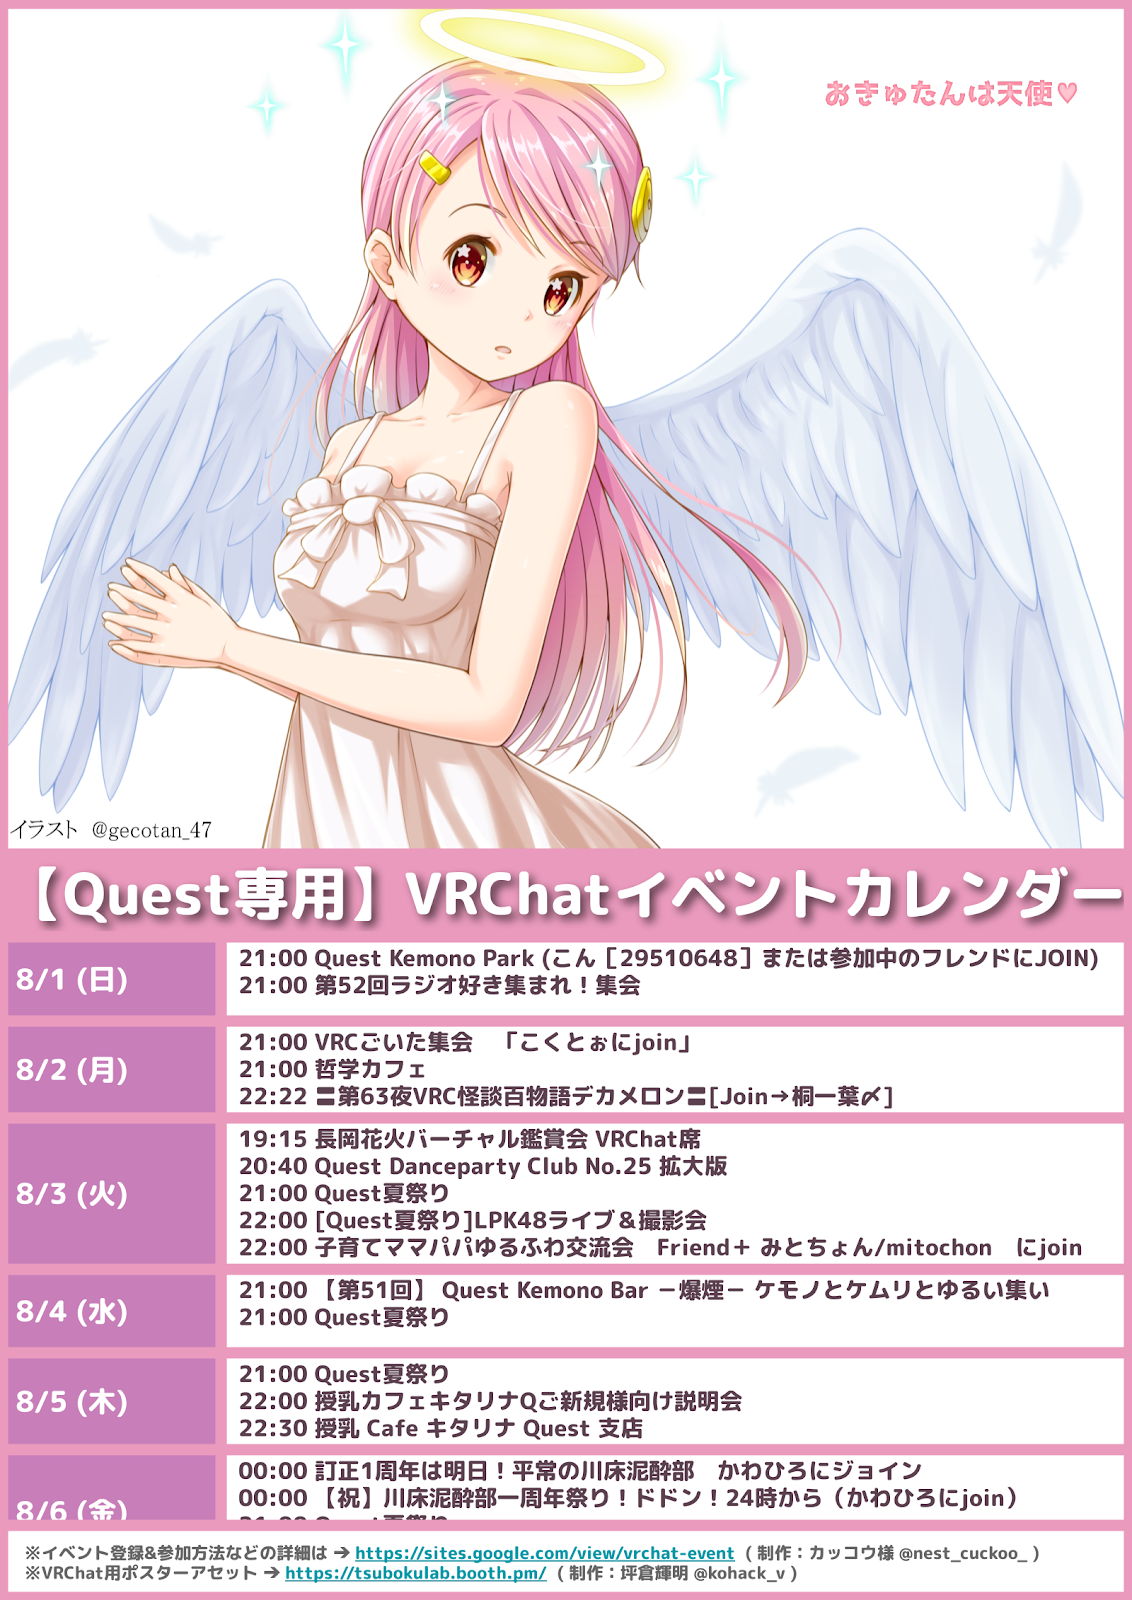 おきゅたんは天使♥
イラスト @gecotan_47
【Quest専用】VRChatイベントカレンダー
8/1 (日)
21:00 Quest Kemono Park (こん［29510648］または参加中のフレンドにJOIN)
21:00 第52回ラジオ好き集まれ！集会
8/2 (月)
21:00 VRCごいた集会　「こくとぉにjoin」
21:00 哲学カフェ
22:22 〓第63夜VRC怪談百物語デカメロン〓[Join→桐一葉〆]
8/3 (火)
19:15 長岡花火バーチャル鑑賞会 VRChat席
20:40 Quest Danceparty Club No.25 拡大版
21:00 Quest夏祭り
22:00 [Quest夏祭り]LPK48ライブ＆撮影会
22:00 子育てママパパゆるふわ交流会　Friend＋ みとちょん/mitochon　にjoin
8/4 (水)
21:00 【第51回】 Quest Kemono Bar －爆煙－ ケモノとケムリとゆるい集い
21:00 Quest夏祭り
8/5 (木)
21:00 Quest夏祭り
22:00 授乳カフェキタリナQご新規様向け説明会
22:30 授乳 Cafe キタリナ Quest 支店
8/6 (金)
00:00 訂正1周年は明日！平常の川床泥酔部　かわひろにジョイン
00:00 【祝】川床泥酔部一周年祭り！ドドン！24時から（かわひろにjoin）
21:00 Quest夏祭り
※イベント登録&参加方法などの詳細は → https://sites.google.com/view/vrchat-event （制作：カッコウ様 @nest_cuckoo_ ）
※VRChat用ポスターアセット → https://tsubokulab.booth.pm/ （制作：坪倉輝明 @kohack_v ）